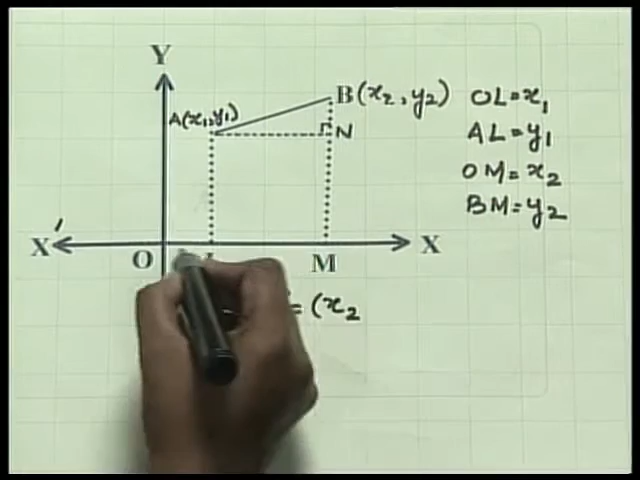 Y
B(x₂, y₂)
A(x₁, y₁)
N
OL=x₁
AL=y₁
OM=x₂
BM=y₂
X'
O
M
X
= (x₂